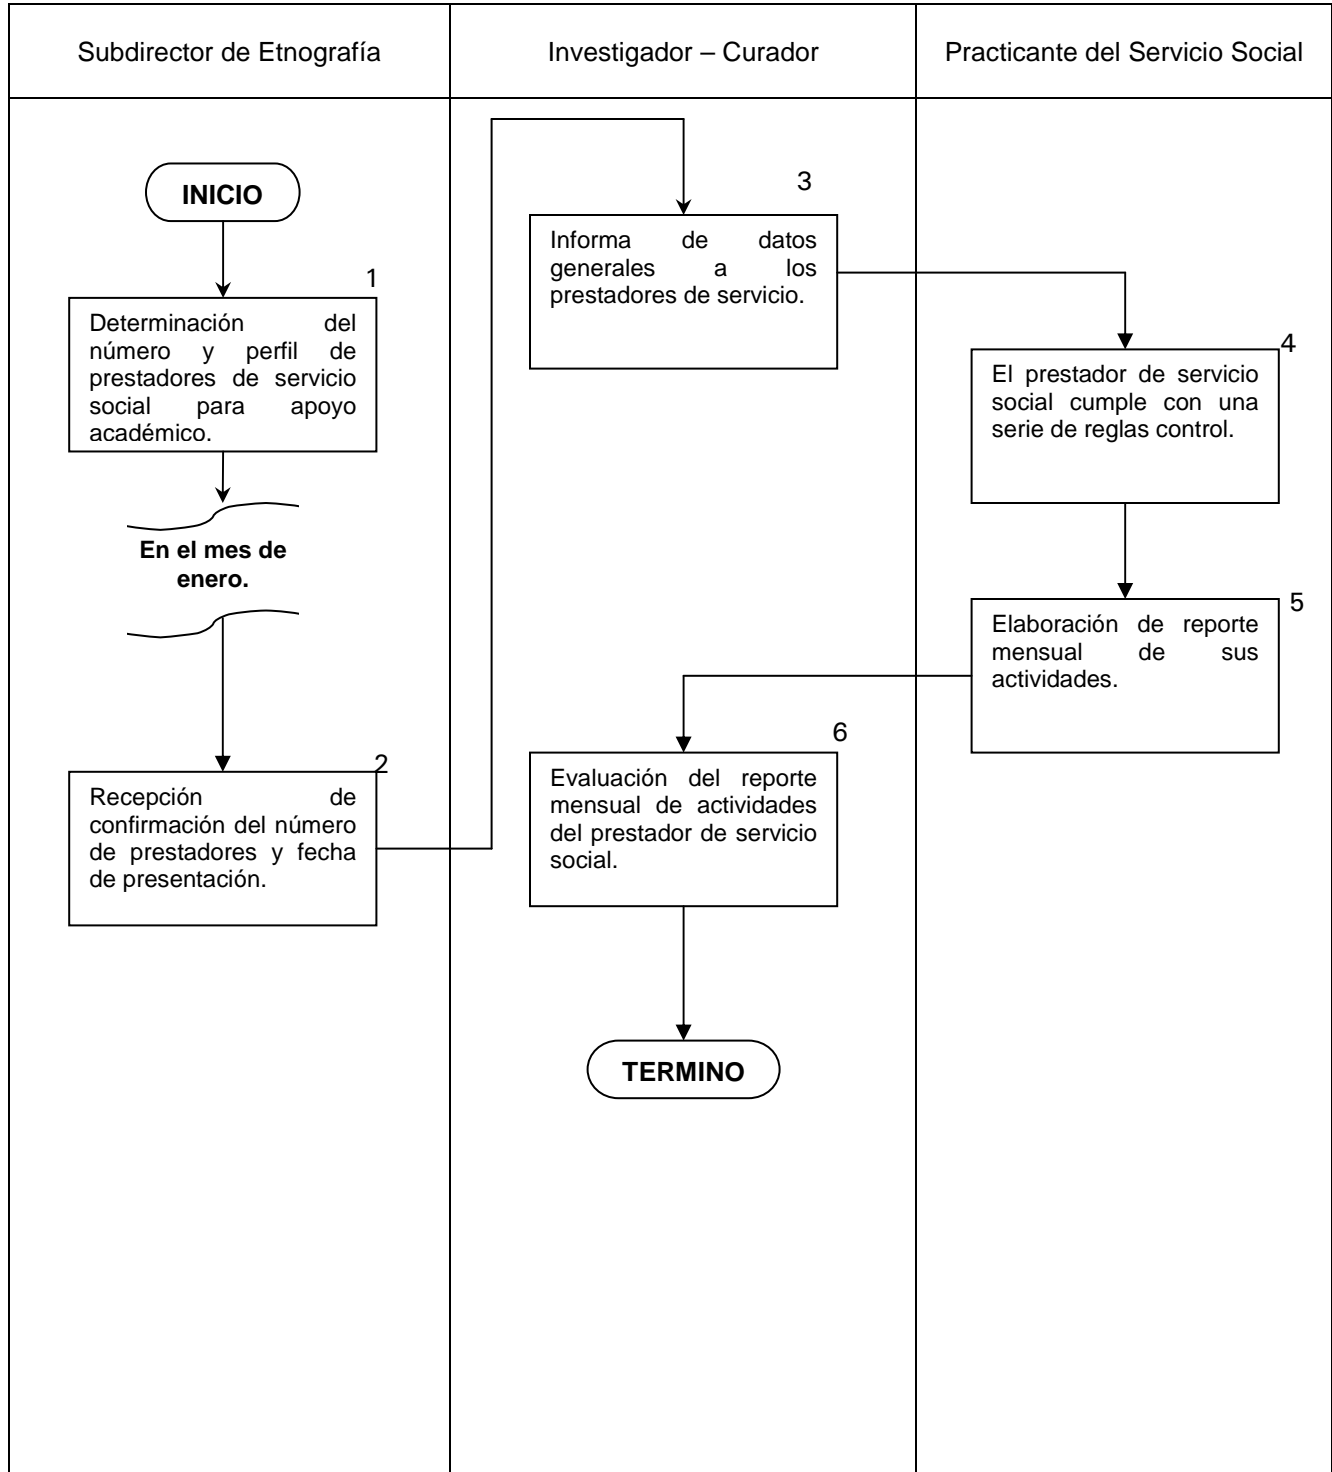 Subdirector de Etnografía
Investigador – Curador
Practicante del Servicio Social
INICIO
1
Determinación del
número y perfil de
prestadores de servicio
social para apoyo
académico.
En el mes de
enero.
2
Recepción de
confirmación del número
de prestadores y fecha
de presentación.
3
Informa de datos
generales a los
prestadores de servicio.
4
El prestador de servicio
social cumple con una
serie de reglas control.
5
Elaboración de reporte
mensual de sus
actividades.
6
Evaluación del reporte
mensual de actividades
del prestador de servicio
social.
TERMINO